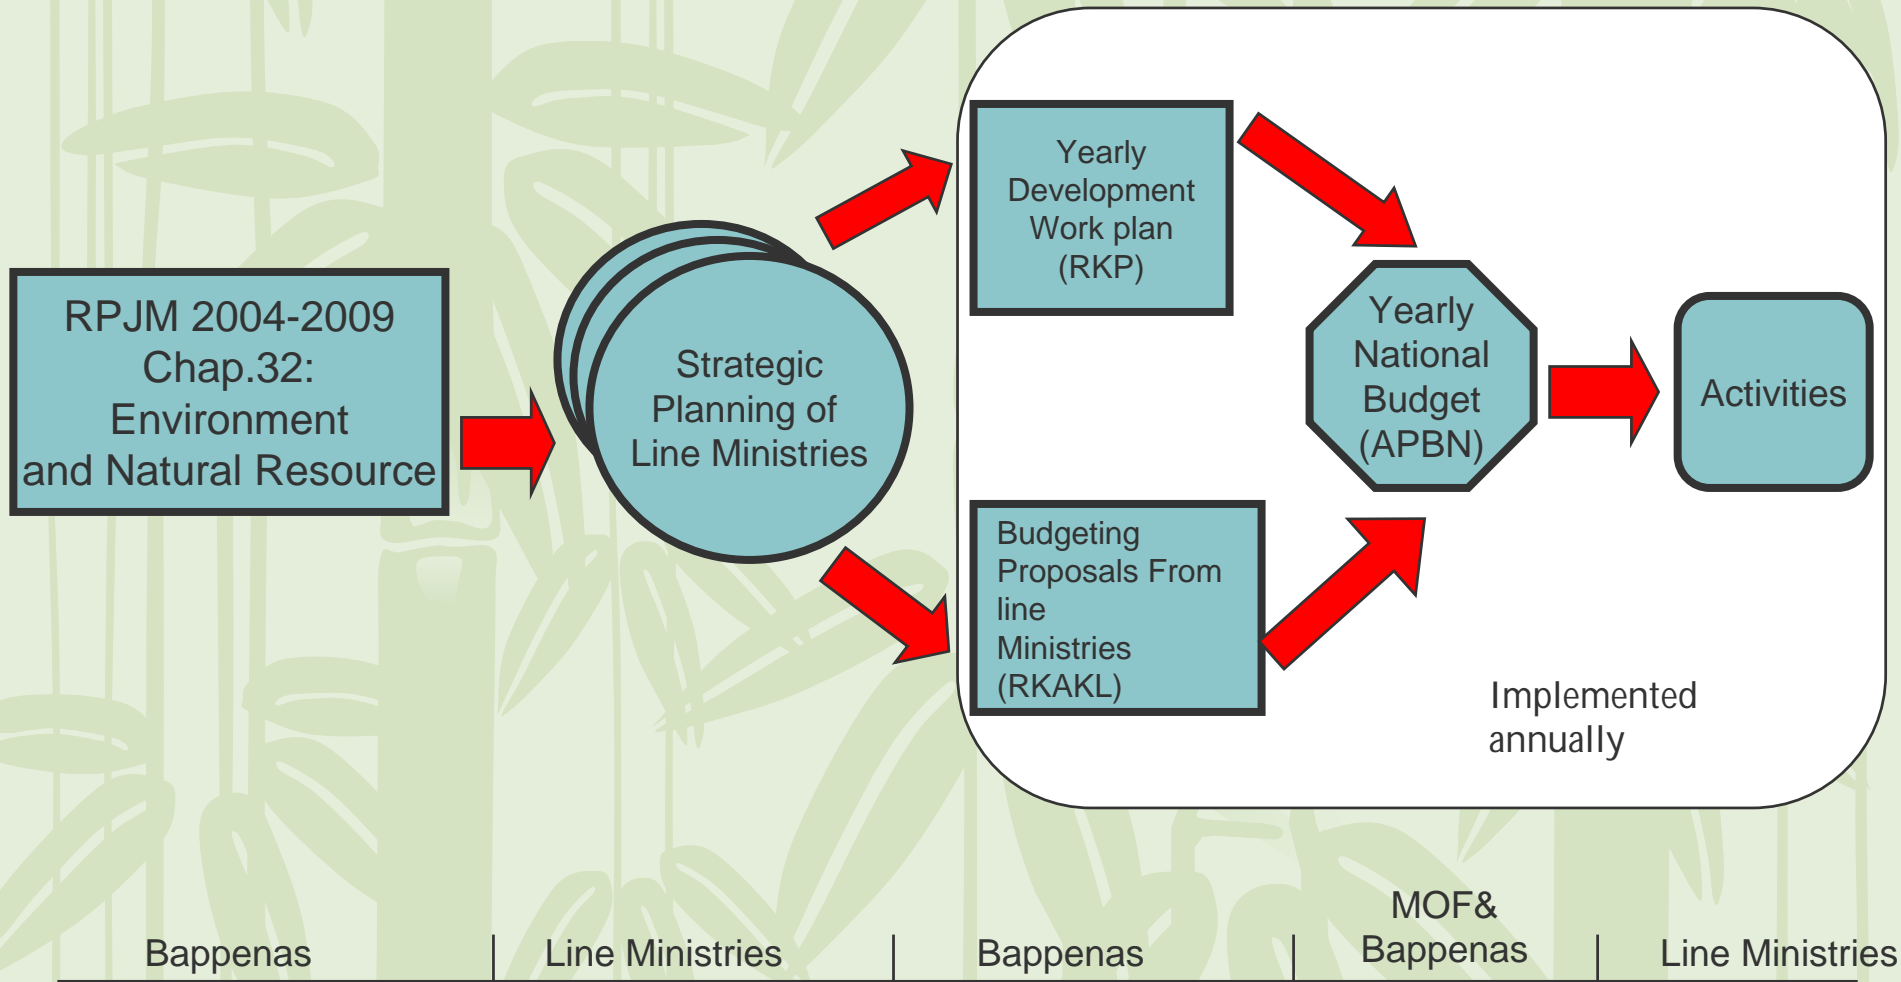 RPJM 2004-2009
Chap.32:
Environment
and Natural Resource
Strategic
Planning of
Line Ministries
Yearly
Development
Work plan
(RKP)
Budgeting
Proposals From
line
Ministries
(RKAKL)
Yearly
National
Budget
(APBN)
Activities
Implemented
annually
Bappenas
Line Ministries
Bappenas
MOF&
Bappenas
Line Ministries